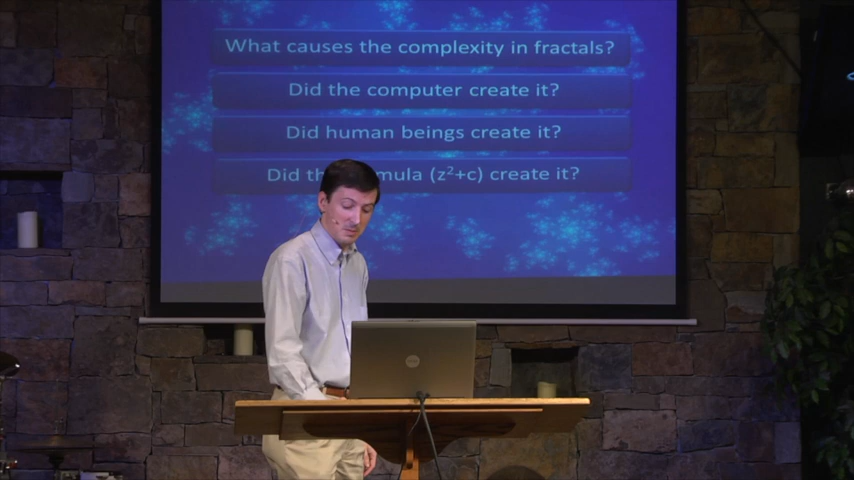 What causes the complexity in fractals?
Did the computer create it?
Did human beings create it?
Did th mula (z²+c) create it?